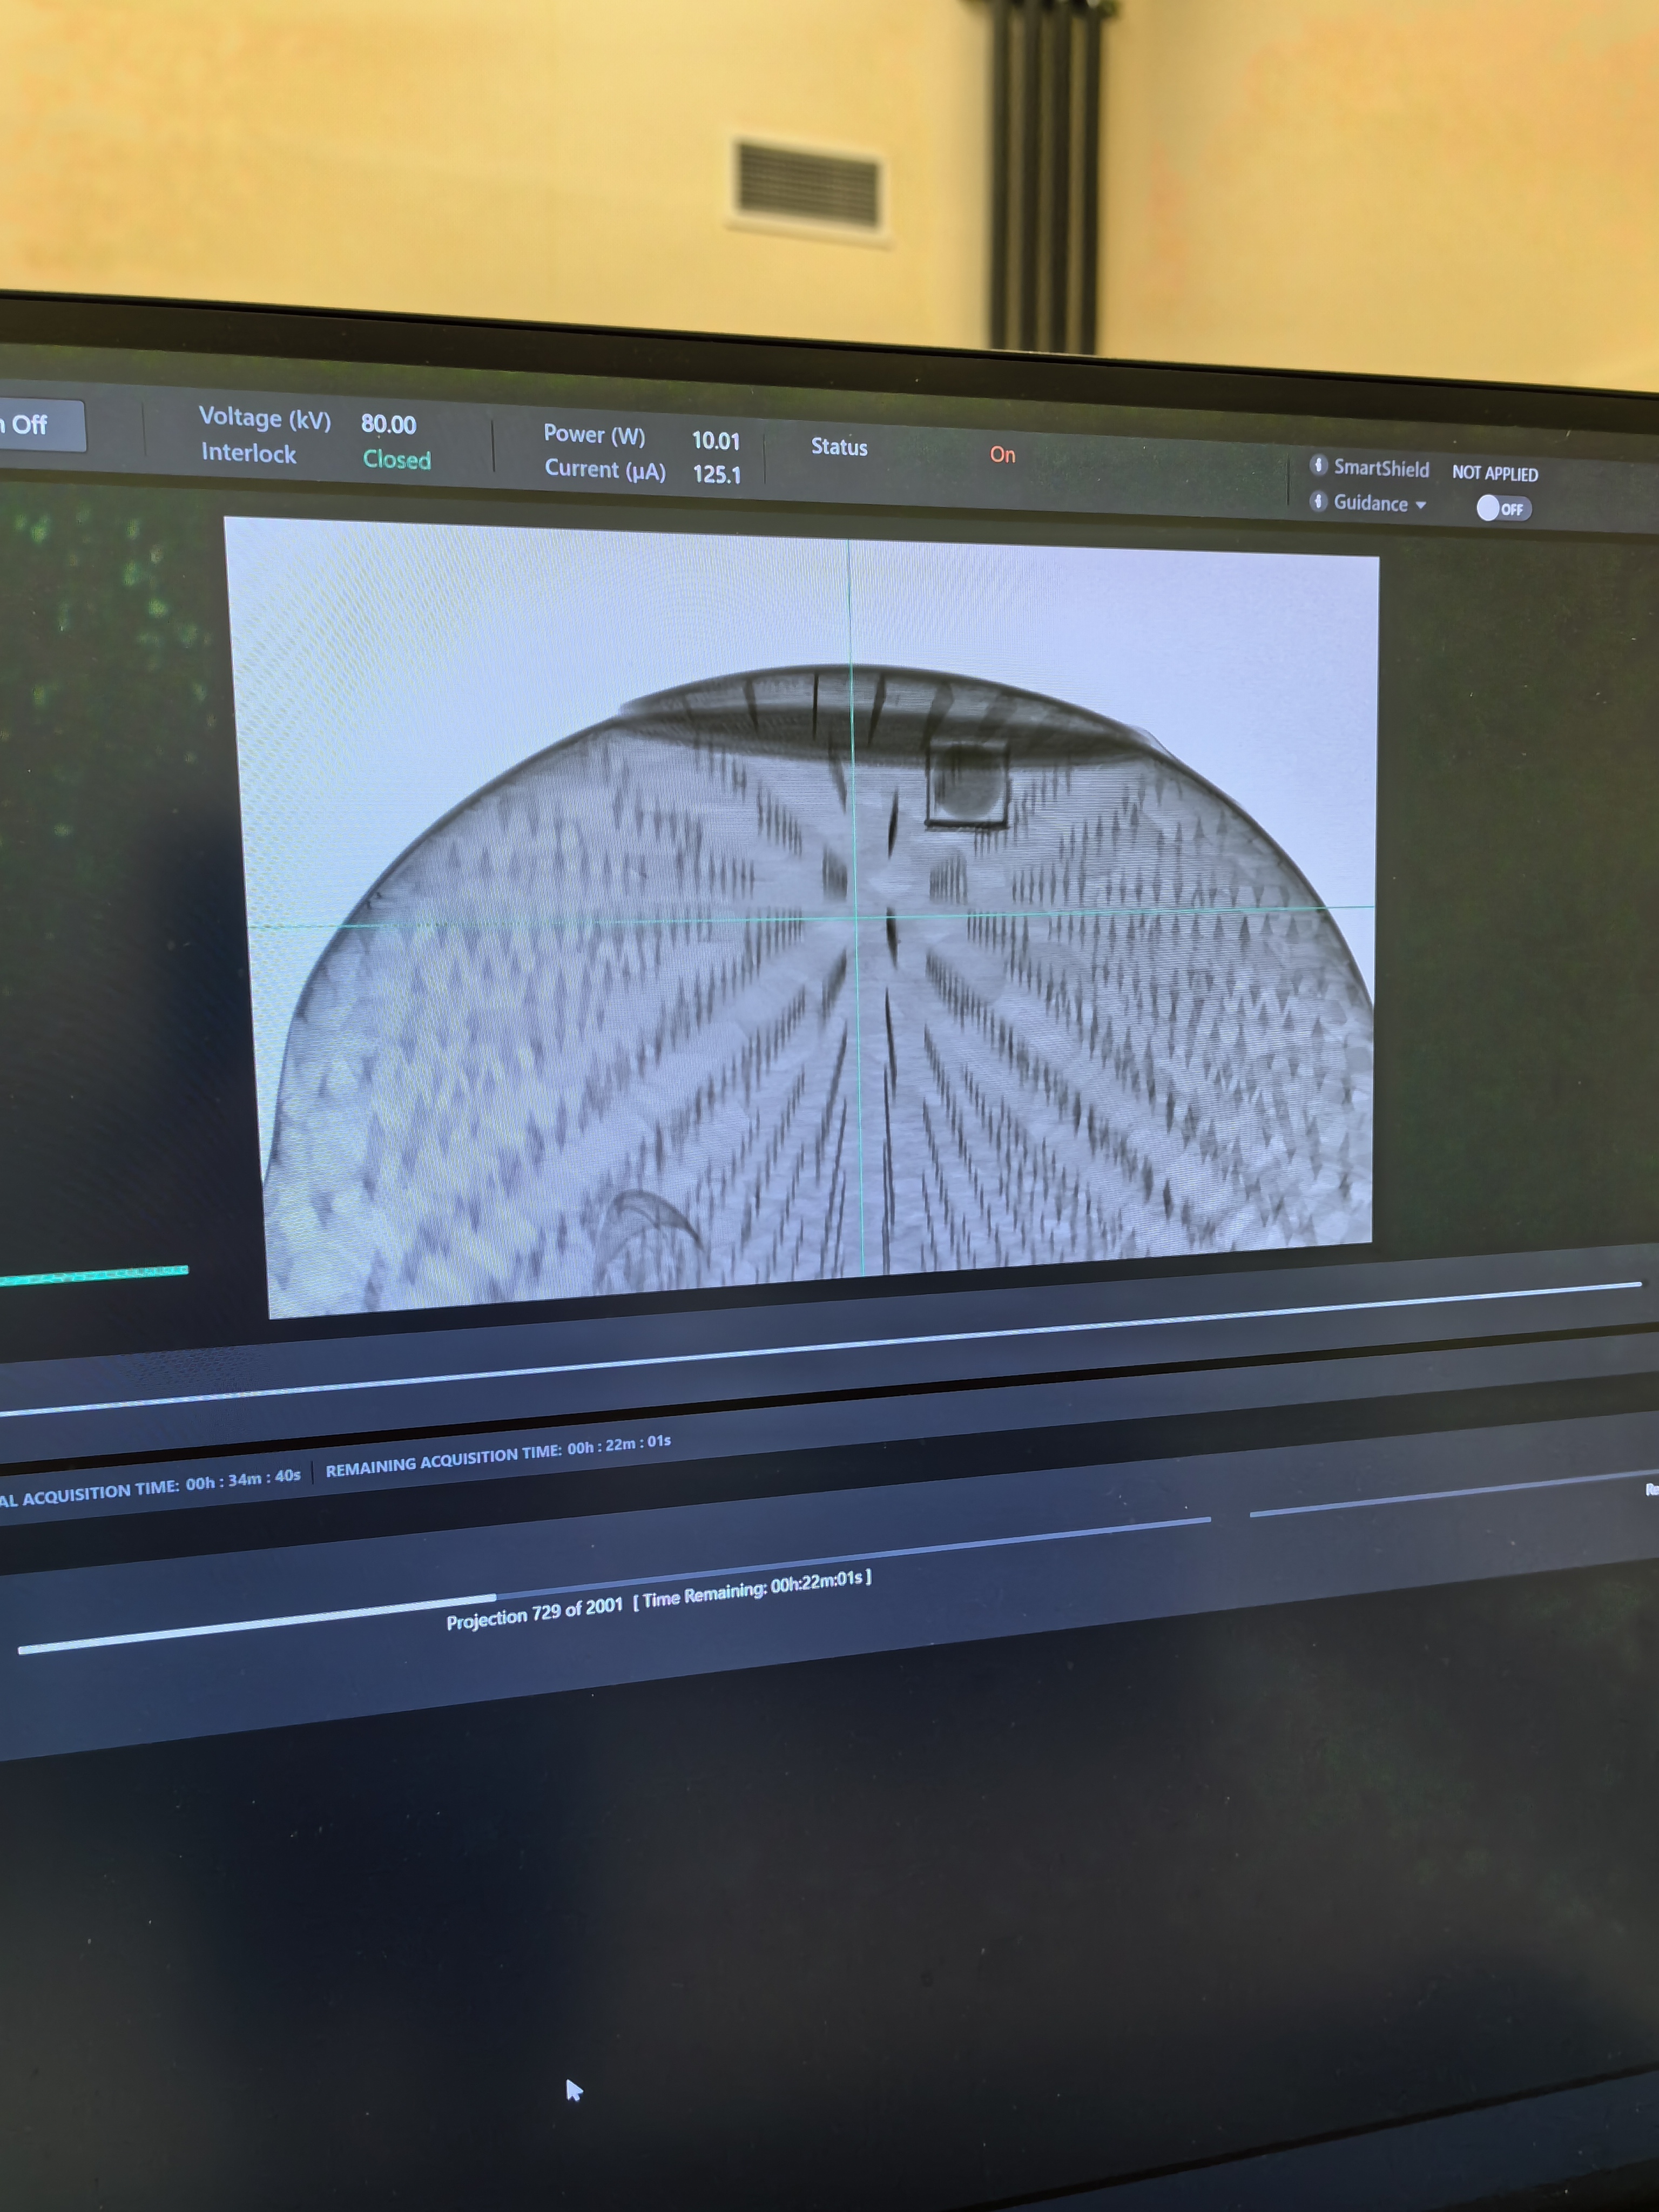 Off
Voltage (kV) 80.00
Interlock Closed
Power (W) 10.01
Current (µA) 125.1
Status On
SmartShield NOT APPLIED
Guidance OFF
ACQUISITION TIME: 00h : 34m : 40s
REMAINING ACQUISITION TIME: 00h : 22m : 01s
Projection 729 of 2001 [ Time Remaining: 00h:22m:01s ]